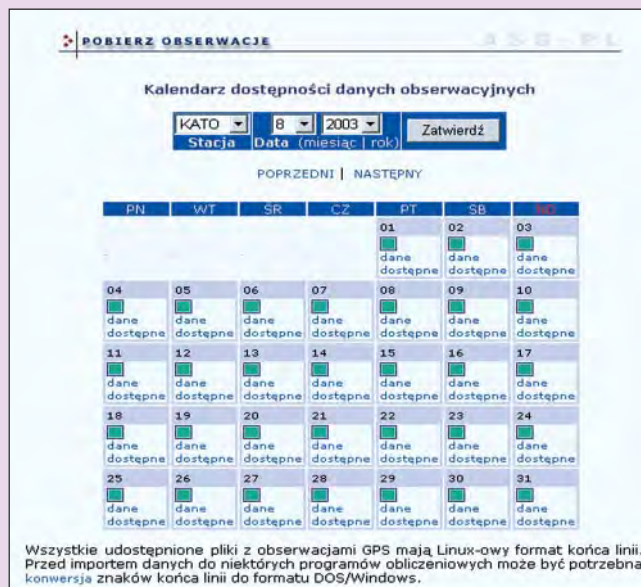 POBIERZ OBSERWACJE
ASG-PL
Kalendarz dostępności danych obserwacyjnych
KATO 8 2003 Zatwierdź
Stacja Data (miesiąc | rok)
POPRZEDNI | NASTĘPNY
PN WT ŚR CZ PT SB ND
01 02 03
dane dane dane
dostępne dostępne dostępne
04 05 06 07 08 09 10
dane dane dane dane dane dane dane
dostępne dostępne dostępne dostępne dostępne dostępne dostępne
11 12 13 14 15 16 17
dane dane dane dane dane dane dane
dostępne dostępne dostępne dostępne dostępne dostępne dostępne
18 19 20 21 22 23 24
dane dane dane dane dane dane dane
dostępne dostępne dostępne dostępne dostępne dostępne dostępne
25 26 27 28 29 30 31
dane dane dane dane dane dane dane
dostępne dostępne dostępne dostępne dostępne dostępne dostępne
Wszystkie udostępnione pliki z obserwacjami GPS mają Linux-owy format końca linii.
Przed importem danych do niektórych programów obliczeniowych może być potrzebna
konwersja znaków końca linii do formatu DOS/Windows.